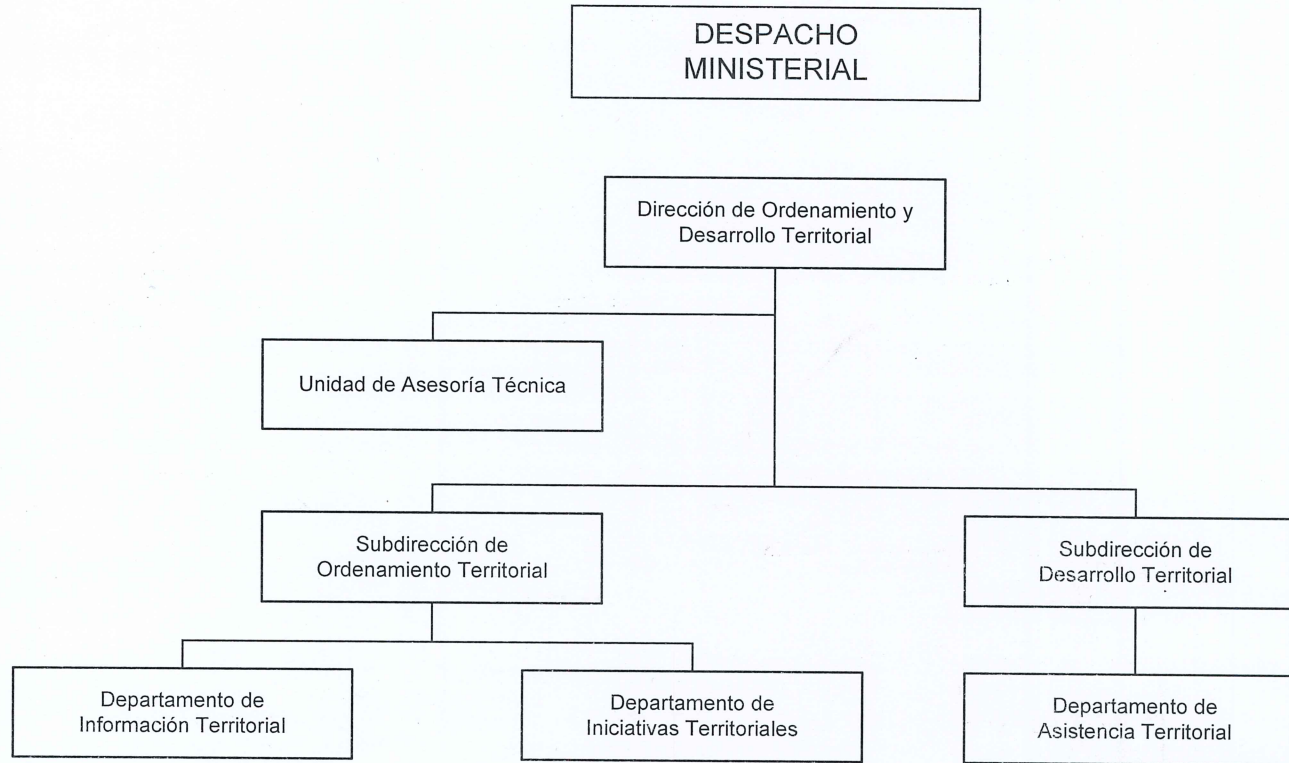 DESPACHO
MINISTERIAL
Dirección de Ordenamiento y
Desarrollo Territorial
Unidad de Asesoría Técnica
Subdirección de
Ordenamiento Territorial
Subdirección de
Desarrollo Territorial
Departamento de
Información Territorial
Departamento de
Iniciativas Territoriales
Departamento de
Asistencia Territorial